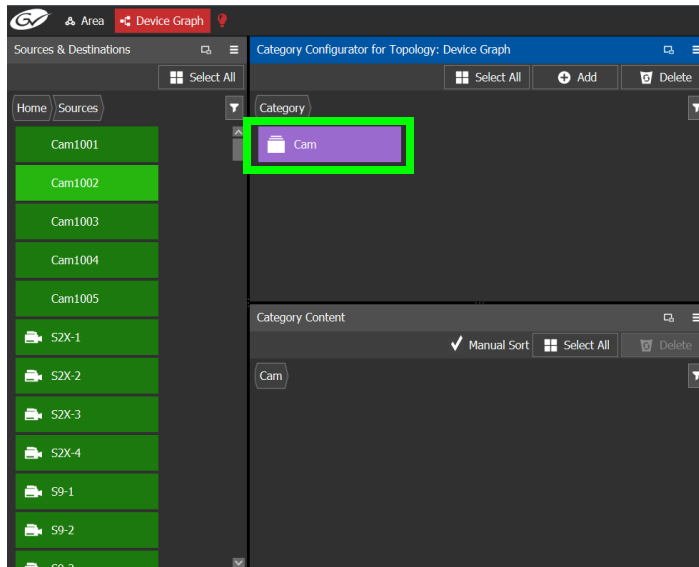 GV Area Device Graph
Sources & Destinations
Select All
Home Sources
Cam1001
Cam1002
Cam1003
Cam1004
Cam1005
S2X-1
S2X-2
S2X-3
S2X-4
S9-1
S9-2
Category Configurator for Topology: Device Graph
Select All Add Delete
Category
Cam
Category Content
Manual Sort Select All Delete
Cam